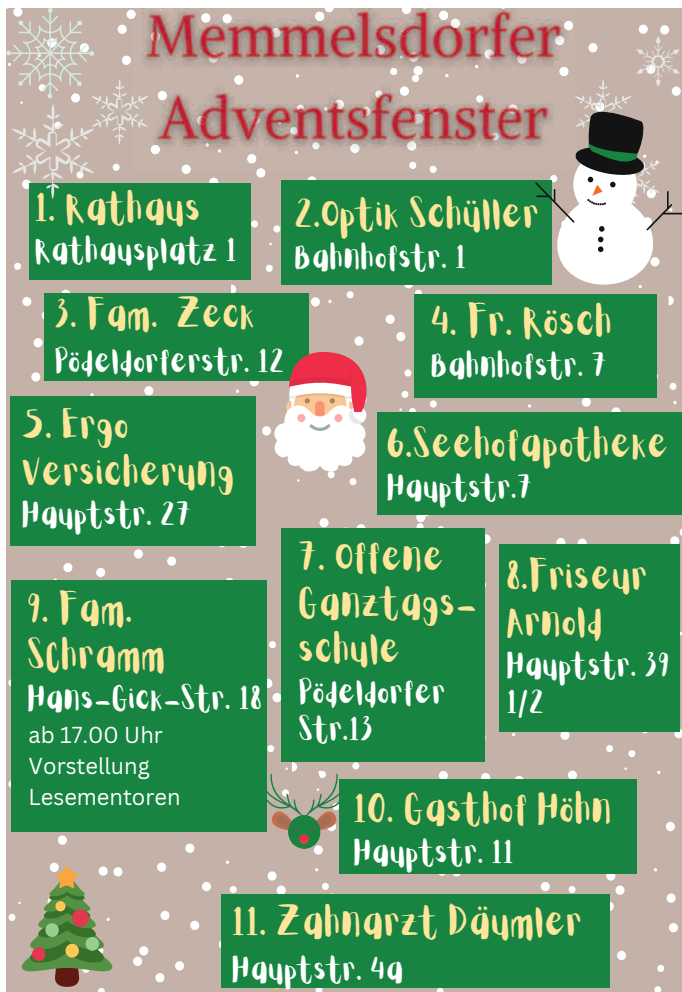 Memmelsdorfer
Adventsfenster
1. Rathaus
Rathausplatz 1
2.Optik Schüller
Bahnhofstr. 1
3. Fam. Zeck
Pödeldorferstr. 12
4. Fr. Rösch
Bahnhofstr. 7
5. Ergo
Versicherung
Hauptstr. 27
6.Seehofapotheke
Hauptstr.7
7. Offene
Ganztags-
schule
Pödeldorfer
Str.13
8.Friseur
Arnold
Hauptstr. 39
1/2
9. Fam.
Schramm
Hans-Gick-Str. 18
ab 17.00 Uhr
Vorstellung
Lesementoren
10. Gasthof Höhn
Hauptstr. 11
11. Zahnarzt Däumler
Hauptstr. 4a